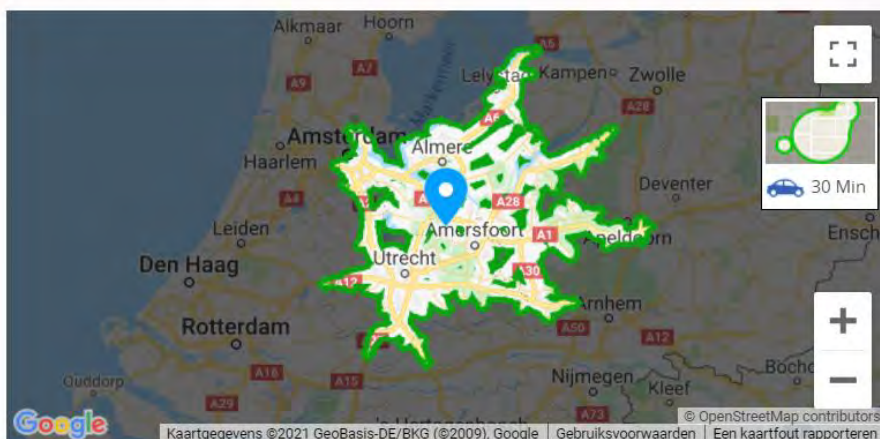 Alkmaar
Hoorn
A5
A7
Lelystad
Kampen
Zwolle
A9
Markermeer
A6
A28
Amsterdam
Almere
Haarlem
A4
Deventer
A28
Leiden
Amersfoort
A1
Apeldoorn
Utrecht
Den Haag
A12
A30
Arnhem
Rotterdam
A50
A12
A16
A15
Nijmegen
Kleef
Ouddorp
A29
A73
30 Min
+
−
Google
© OpenStreetMap contributors
Kaartgegevens ©2021 GeoBasis-DE/BKG (©2009), Google
Gebruiksvoorwaarden
Een kaartfout rapporteren